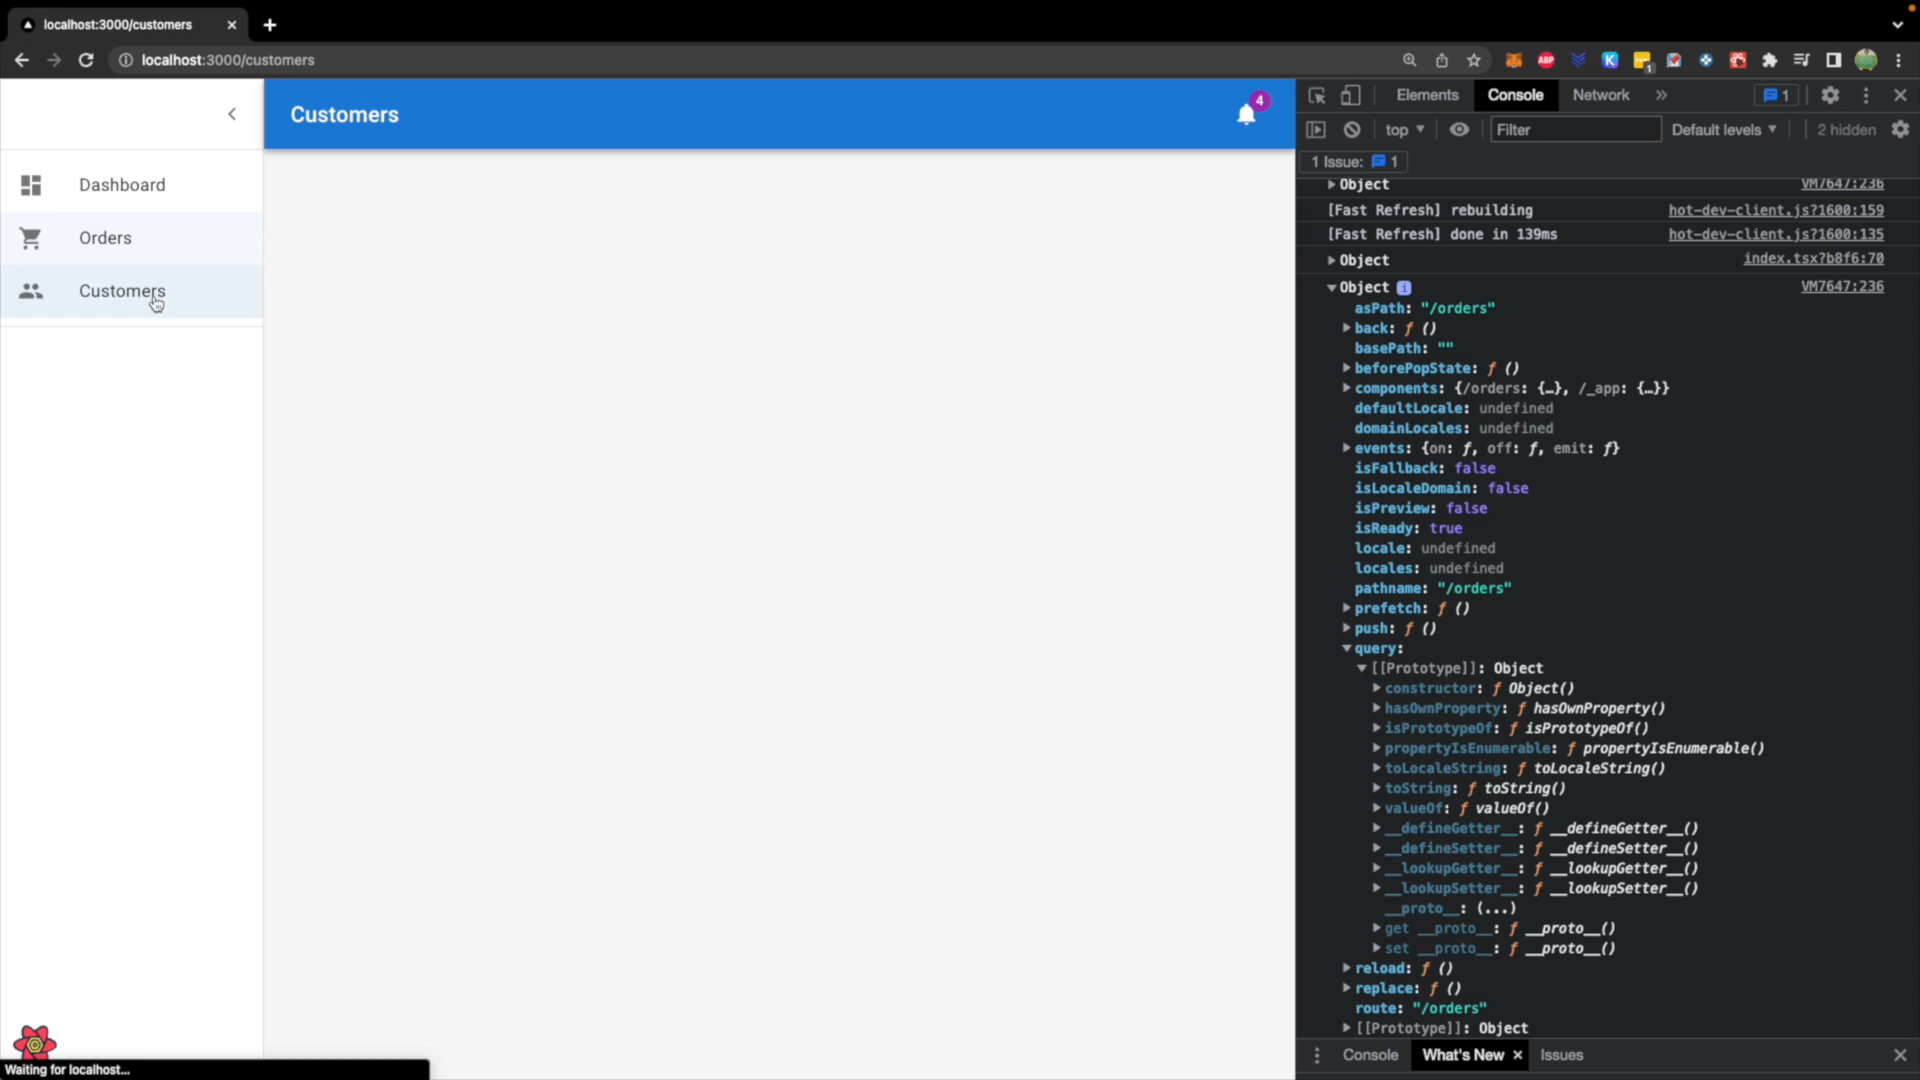 localhost:3000/customers
localhost:3000/customers
ABP
K
1
Customers
4
Dashboard
Orders
Customers
Waiting for localhost...
Elements
Console
Network
1
top
Filter
Default levels
2 hidden
1 Issue: 1
Object VM7647:236
[Fast Refresh] rebuilding hot-dev-client.js?1600:159
[Fast Refresh] done in 139ms hot-dev-client.js?1600:135
Object index.tsx?b8f6:70
Object i VM7647:236
asPath: "/orders"
back: ƒ ()
basePath: ""
beforePopState: ƒ ()
components: {/orders: {…}, /_app: {…}}
defaultLocale: undefined
domainLocales: undefined
events: {on: ƒ, off: ƒ, emit: ƒ}
isFallback: false
isLocaleDomain: false
isPreview: false
isReady: true
locale: undefined
locales: undefined
pathname: "/orders"
prefetch: ƒ ()
push: ƒ ()
query:
[[Prototype]]: Object
constructor: ƒ Object()
hasOwnProperty: ƒ hasOwnProperty()
isPrototypeOf: ƒ isPrototypeOf()
propertyIsEnumerable: ƒ propertyIsEnumerable()
toLocaleString: ƒ toLocaleString()
toString: ƒ toString()
valueOf: ƒ valueOf()
__defineGetter__: ƒ __defineGetter__()
__defineSetter__: ƒ __defineSetter__()
__lookupGetter__: ƒ __lookupGetter__()
__lookupSetter__: ƒ __lookupSetter__()
__proto__: (...)
get __proto__: ƒ __proto__()
set __proto__: ƒ __proto__()
reload: ƒ ()
replace: ƒ ()
route: "/orders"
[[Prototype]]: Object
Console
What's New
Issues